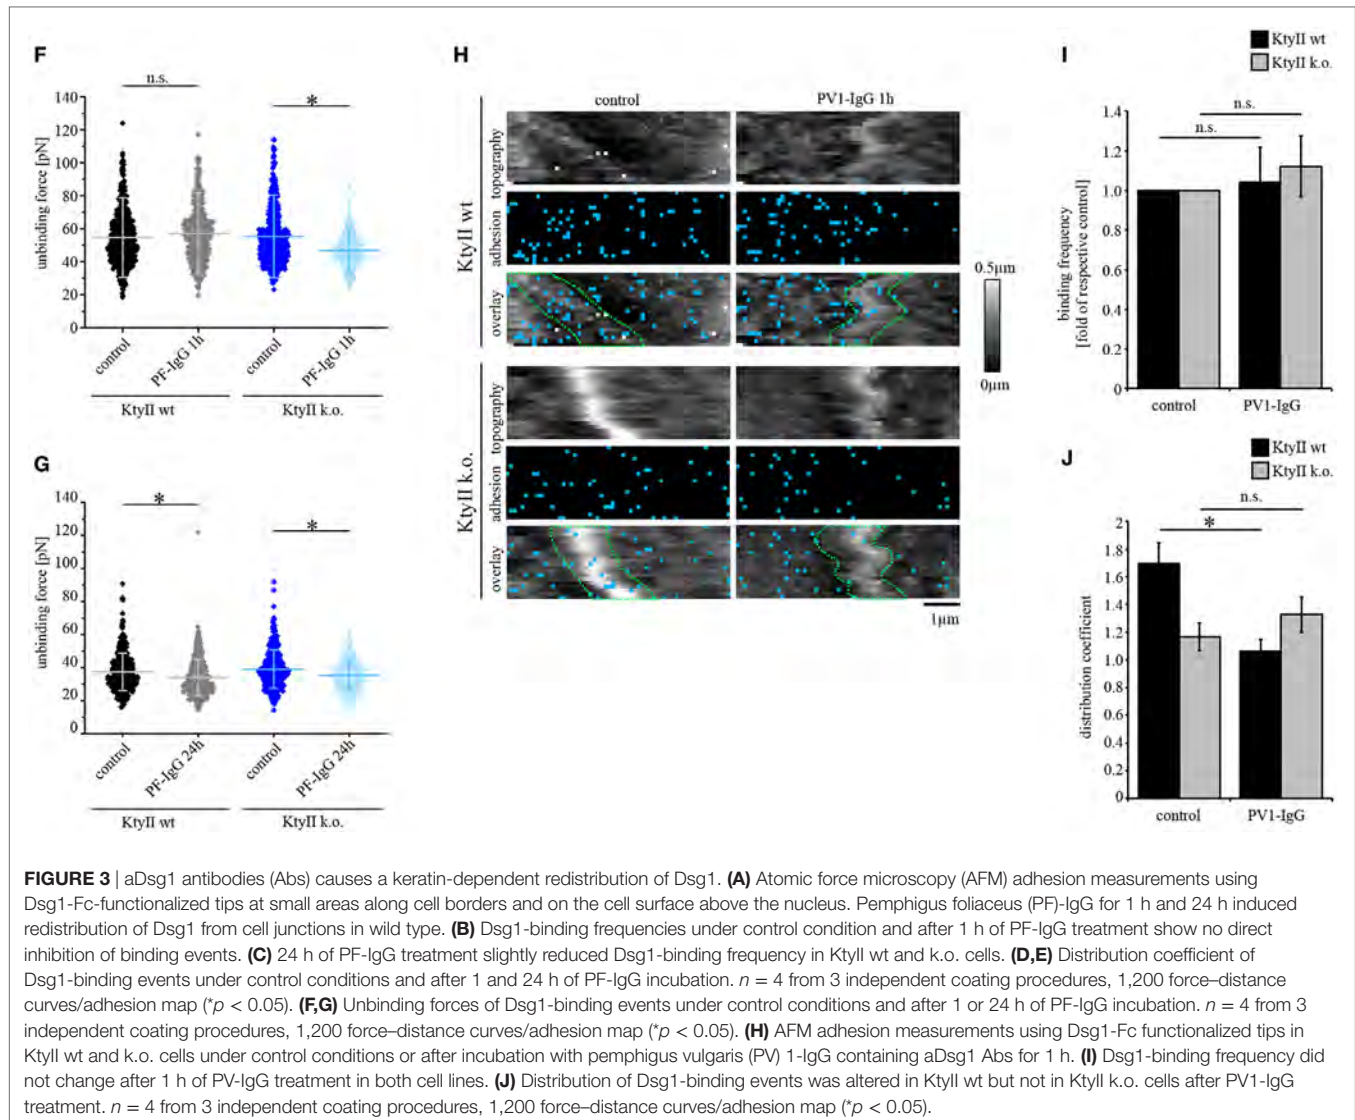 F
n.s.
*
unbinding force [pN]
140
120
100
80
60
40
20
0
control
PF-IgG 1h
control
PF-IgG 1h
KtyII wt
KtyII k.o.
G
*
*
unbinding force [pN]
140
120
100
80
60
40
20
0
control
PF-IgG 24h
control
PF-IgG 24h
KtyII wt
KtyII k.o.
H
control
PV1-IgG 1h
KtyII wt
topography
adhesion
overlay
KtyII k.o.
topography
adhesion
overlay
0.5µm
0µm
1µm
I
KtyII wt
KtyII k.o.
n.s.
n.s.
binding frequency
[fold of respective control]
1.4
1.2
1.0
0.8
0.6
0.4
0.2
0
control
PV1-IgG
J
KtyII wt
KtyII k.o.
n.s.
*
distribution coefficient
2
1.8
1.6
1.4
1.2
1.0
0.8
0.6
0.4
0.2
0
control
PV1-IgG
FIGURE 3 | aDsg1 antibodies (Abs) causes a keratin-dependent redistribution of Dsg1. (A) Atomic force microscopy (AFM) adhesion measurements using
Dsg1-Fc-functionalized tips at small areas along cell borders and on the cell surface above the nucleus. Pemphigus foliaceus (PF)-IgG for 1 h and 24 h induced
redistribution of Dsg1 from cell junctions in wild type. (B) Dsg1-binding frequencies under control condition and after 1 h of PF-IgG treatment show no direct
inhibition of binding events. (C) 24 h of PF-IgG treatment slightly reduced Dsg1-binding frequency in KtyII wt and k.o. cells. (D,E) Distribution coefficient of
Dsg1-binding events under control conditions and after 1 and 24 h of PF-IgG incubation. n = 4 from 3 independent coating procedures, 1,200 force–distance
curves/adhesion map (*p < 0.05). (F,G) Unbinding forces of Dsg1-binding events under control conditions and after 1 or 24 h of PF-IgG incubation. n = 4 from 3
independent coating procedures, 1,200 force–distance curves/adhesion map (*p < 0.05). (H) AFM adhesion measurements using Dsg1-Fc functionalized tips in
KtyII wt and k.o. cells under control conditions or after incubation with pemphigus vulgaris (PV) 1-IgG containing aDsg1 Abs for 1 h. (I) Dsg1-binding frequency did
not change after 1 h of PV-IgG treatment in both cell lines. (J) Distribution of Dsg1-binding events was altered in KtyII wt but not in KtyII k.o. cells after PV1-IgG
treatment. n = 4 from 3 independent coating procedures, 1,200 force–distance curves/adhesion map (*p < 0.05).